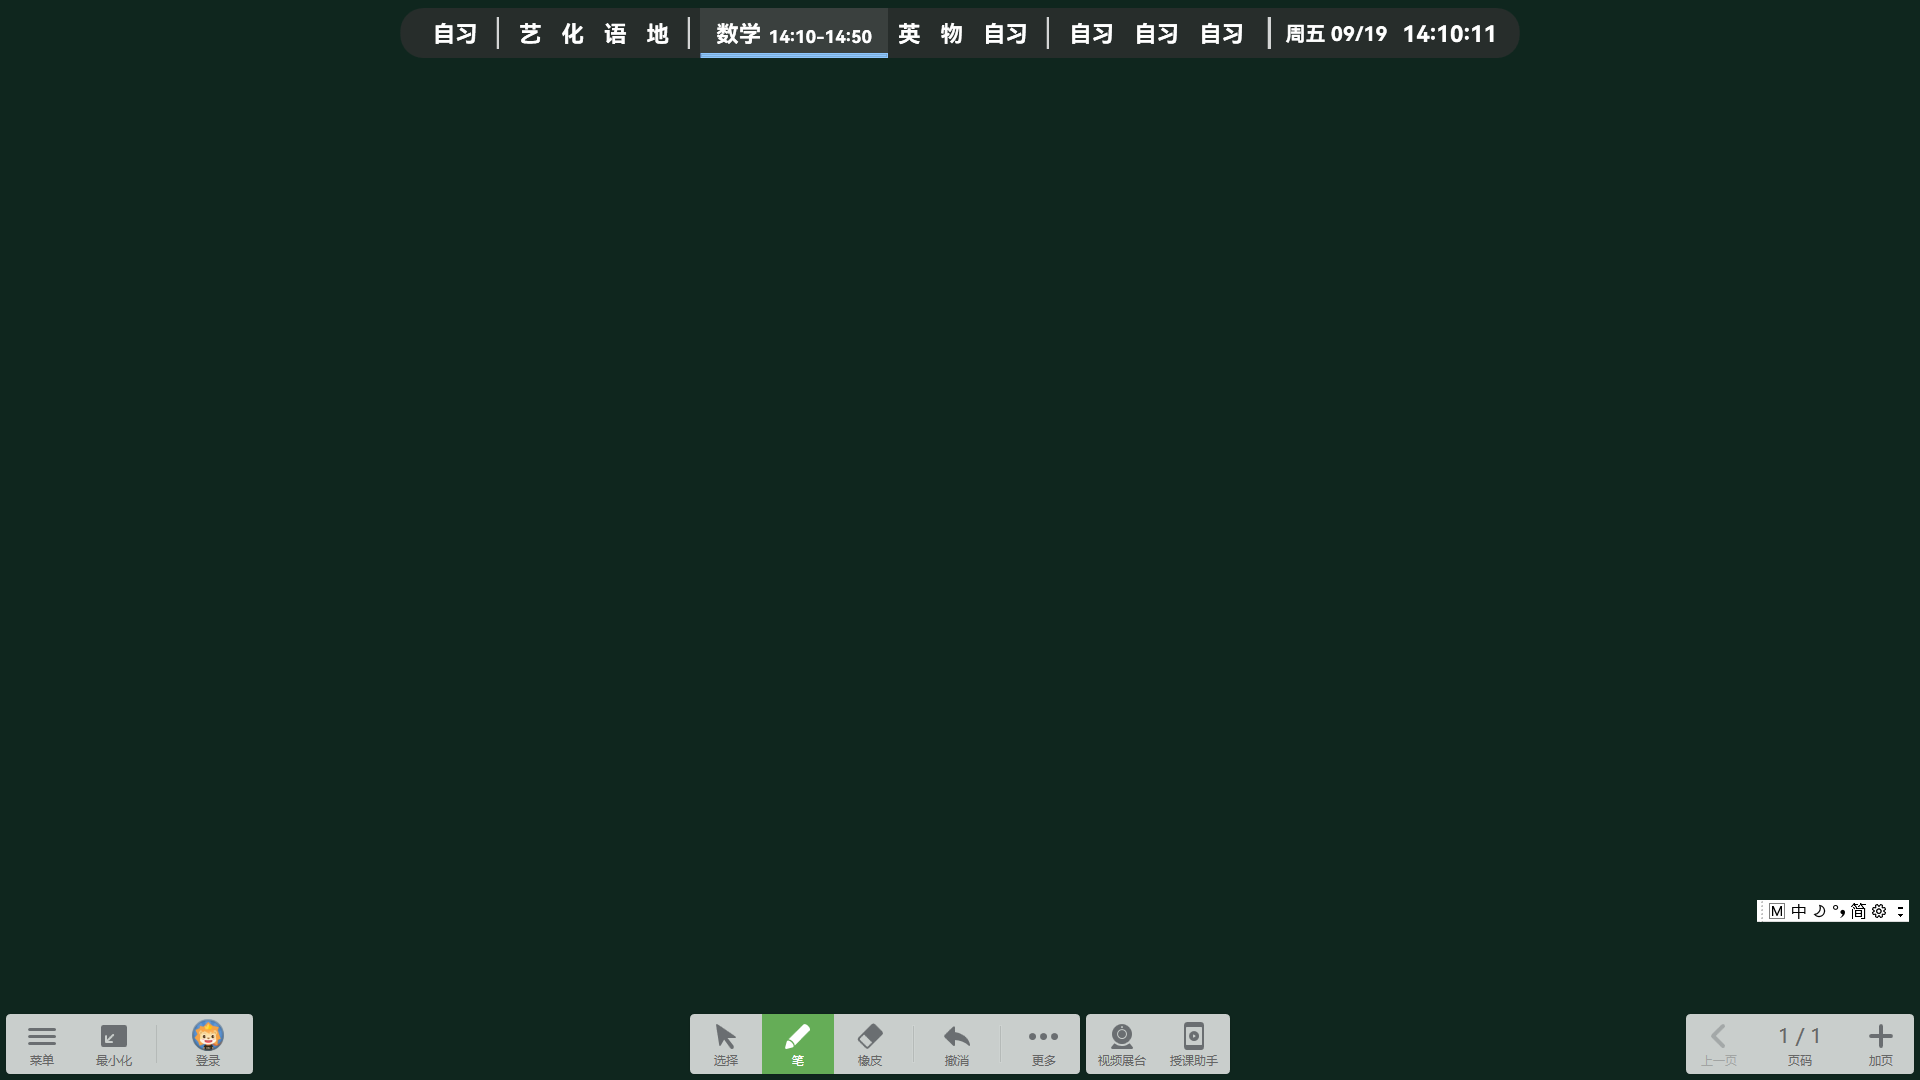 自习 艺 化 语 地 数学 14:10-14:50 英 物 自习 自习 自习 自习 周五 09/19 14:10:11
M 中 简
菜单 最小化 登录 选择 笔 橡皮 撤消 更多 视频展台 授课助手 上一页 1 / 1 页码 加页